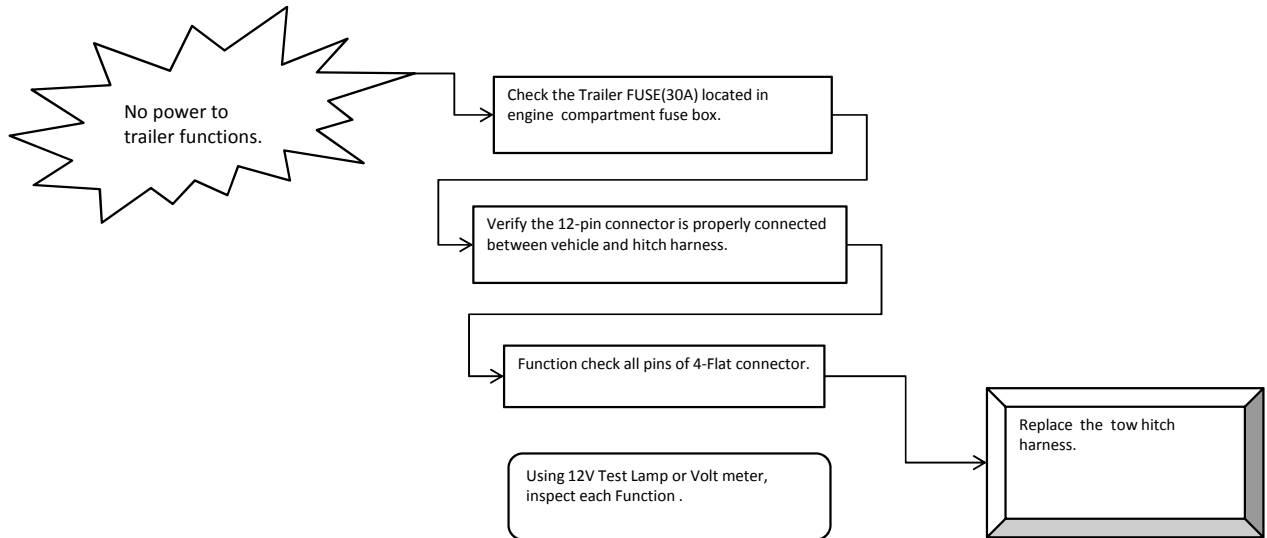 No power to
trailer functions.
Check the Trailer FUSE(30A) located in
engine compartment fuse box.
Verify the 12-pin connector is properly connected
between vehicle and hitch harness.
Function check all pins of 4-Flat connector.
Replace the tow hitch
harness.
Using 12V Test Lamp or Volt meter,
inspect each Function .